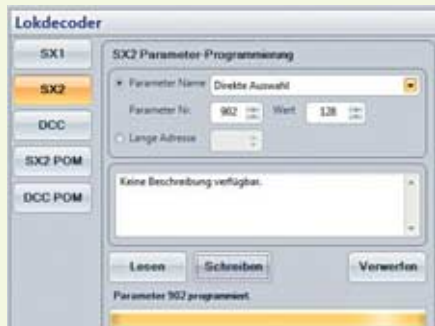 Lokdecoder
SX1
SX2
DCC
SX2 POM
DCC POM
SX2 Parameter-Programmierung
Parameter Name Direkte Auswahl
Parameter Nr. 902 Wert 128
Lange Adresse
Keine Beschreibung verfügbar.
Lesen Schreiben Verwerfen
Parameter 902 programmiert.